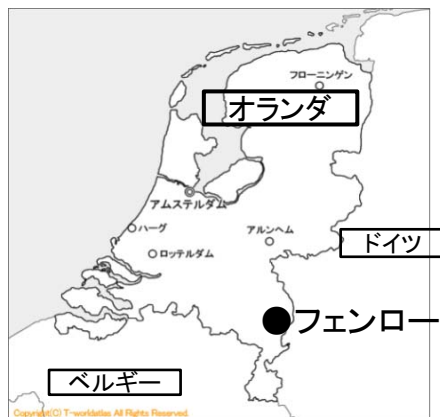 フローニンゲン
オランダ
アムステルダム
ハーグ
アルンヘム
ロッテルダム
ドイツ
フェンロー
ベルギー
Copyright(C) T-worldatlas All Rights Reserved.